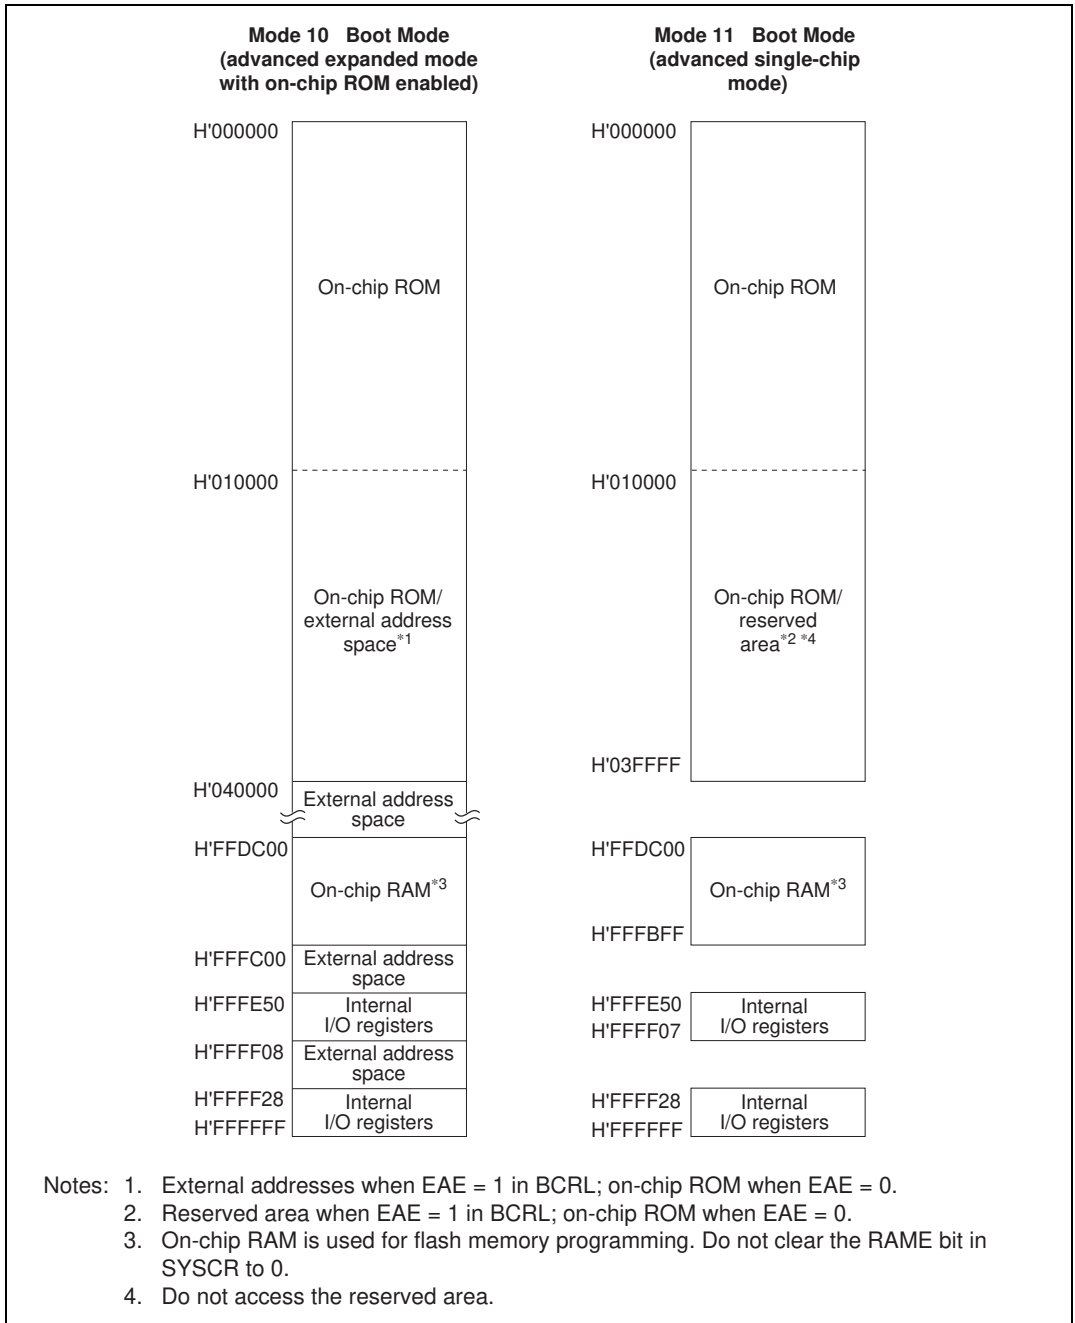 Mode 10 Boot Mode
(advanced expanded mode
with on-chip ROM enabled)
H'000000
On-chip ROM
H'010000
On-chip ROM/
external address
space*1
H'040000
External address
space
H'FFDC00
On-chip RAM*3
H'FFFC00
External address
space
H'FFFE50
Internal
I/O registers
H'FFFF08
External address
space
H'FFFF28
Internal
I/O registers
H'FFFFFF
Mode 11 Boot Mode
(advanced single-chip
mode)
H'000000
On-chip ROM
H'010000
On-chip ROM/
reserved
area*2 *4
H'03FFFF
H'FFDC00
On-chip RAM*3
H'FFFBFF
H'FFFE50
Internal
I/O registers
H'FFFF07
H'FFFF28
Internal
I/O registers
H'FFFFFF
Notes: 1. External addresses when EAE = 1 in BCRL; on-chip ROM when EAE = 0.
2. Reserved area when EAE = 1 in BCRL; on-chip ROM when EAE = 0.
3. On-chip RAM is used for flash memory programming. Do not clear the RAME bit in
SYSCR to 0.
4. Do not access the reserved area.